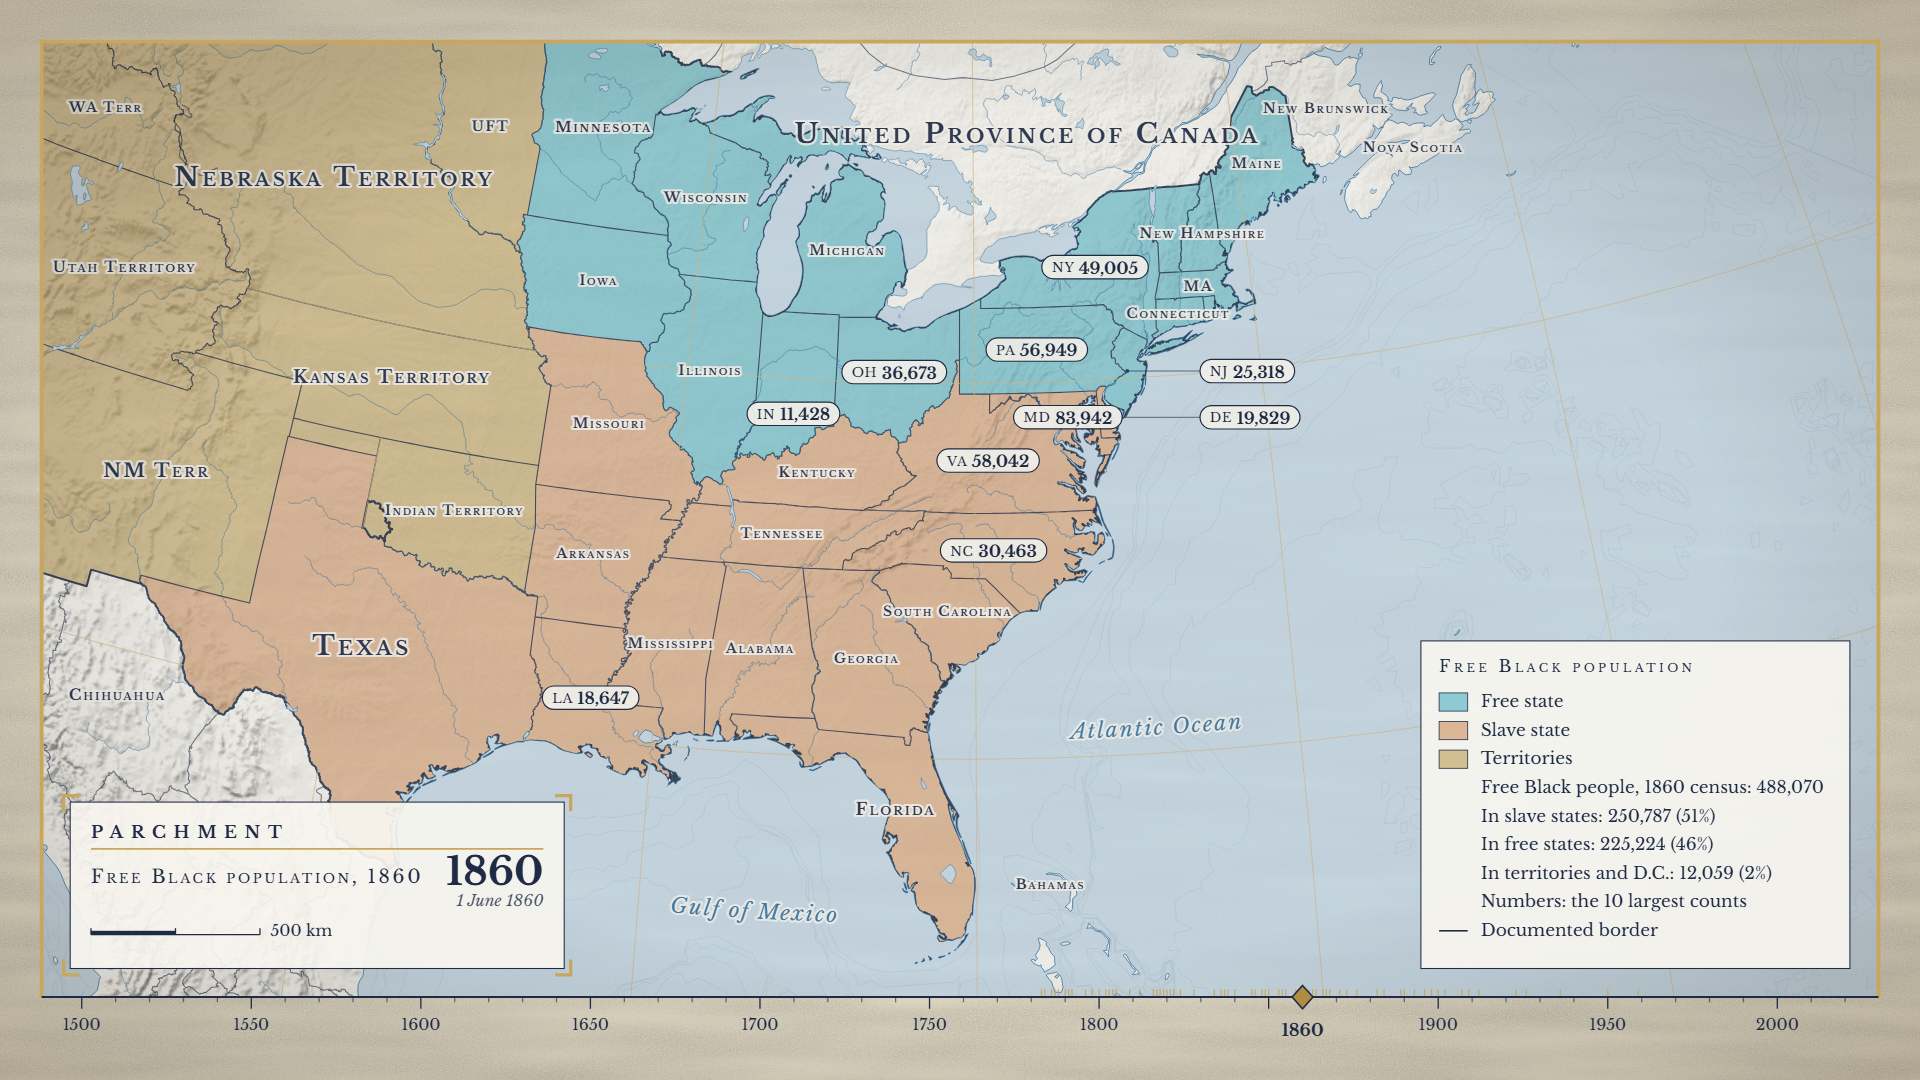 WA Terr
UFT
Minnesota
United Province of Canada
New Brunswick
Nova Scotia
Maine
Nebraska Territory
Wisconsin
New Hampshire
Michigan
Utah Territory
Iowa
NY 49,005
MA
Connecticut
PA 56,949
Illinois
OH 36,673
NJ 25,318
Kansas Territory
IN 11,428
MD 83,942
DE 19,829
Missouri
NM Terr
Kentucky
VA 58,042
Indian Territory
Tennessee
Arkansas
NC 30,463
South Carolina
Texas
Mississippi
Alabama
Georgia
Chihuahua
LA 18,647
Atlantic Ocean
Florida
Bahamas
Gulf of Mexico
Free Black population
Free state
Slave state
Territories
Free Black people, 1860 census: 488,070
In slave states: 250,787 (51%)
In free states: 225,224 (46%)
In territories and D.C.: 12,059 (2%)
Numbers: the 10 largest counts
Documented border
PARCHMENT
Free Black population, 1860
1860
1 June 1860
500 km
1500 1550 1600 1650 1700 1750 1800 1860 1900 1950 2000